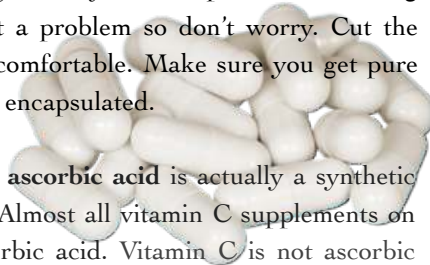 t a problem so don't worry. Cut the
comfortable. Make sure you get pure
encapsulated.
ascorbic acid is actually a synthetic
Almost all vitamin C supplements on
rbic acid. Vitamin C is not ascorbic